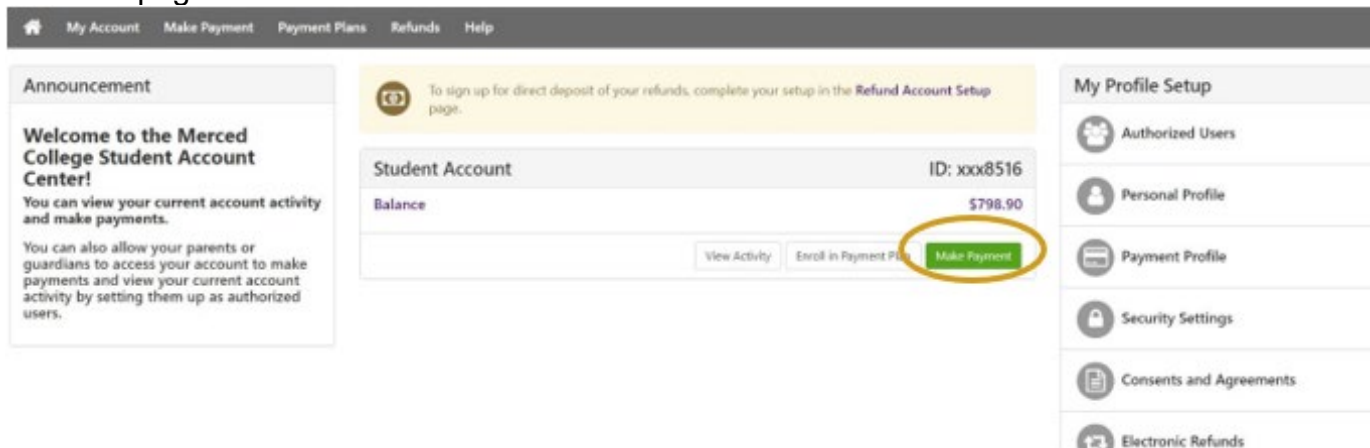 My Account Make Payment Payment Plans Refunds Help
Announcement
Welcome to the Merced
College Student Account
Center!
You can view your current account activity
and make payments.
You can also allow your parents or
guardians to access your account to make
payments and view your current account
activity by setting them up as authorized
users.
To sign up for direct deposit of your refunds, complete your setup in the Refund Account Setup
page.
Student Account ID: xxx8516
Balance $798.90
View Activity Enroll in Payment Plan Make Payment
My Profile Setup
Authorized Users
Personal Profile
Payment Profile
Security Settings
Consents and Agreements
Electronic Refunds